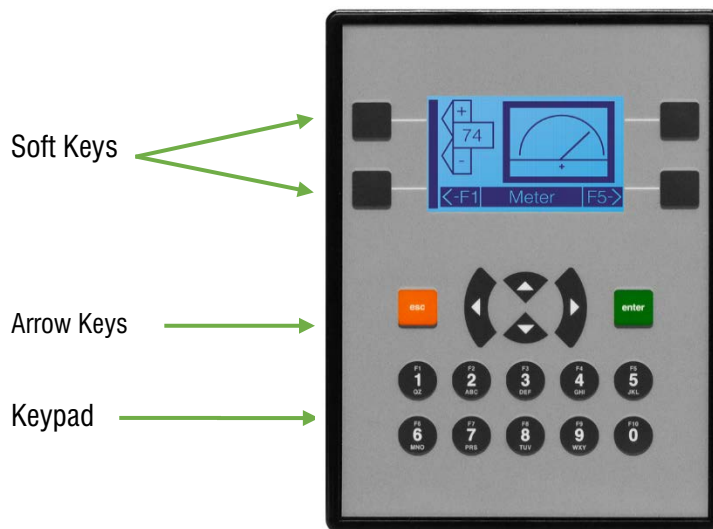 Soft Keys
Arrow Keys
Keypad
+
74
-
<-F1 Meter F5->
esc
enter
F1 F2 F3 F4 F5
1 2 3 4 5
QZ ABC DEF GHI JKL
F6 F7 F8 F9 F10
6 7 8 9 0
MNO PRS TUV WXY